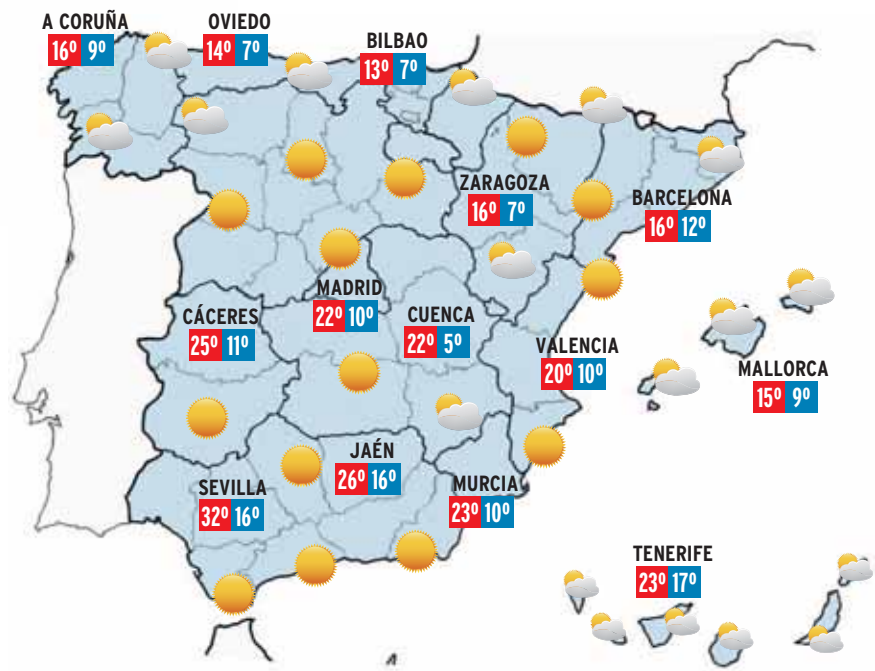 A CORUÑA
16º 9º
OVIEDO
14º 7º
BILBAO
13º 7º
ZARAGOZA
16º 7º
BARCELONA
16º 12º
MADRID
22º 10º
CÁCERES
25º 11º
CUENCA
22º 5º
VALENCIA
20º 10º
MALLORCA
15º 9º
JAÉN
26º 16º
SEVILLA
32º 16º
MURCIA
23º 10º
TENERIFE
23º 17º